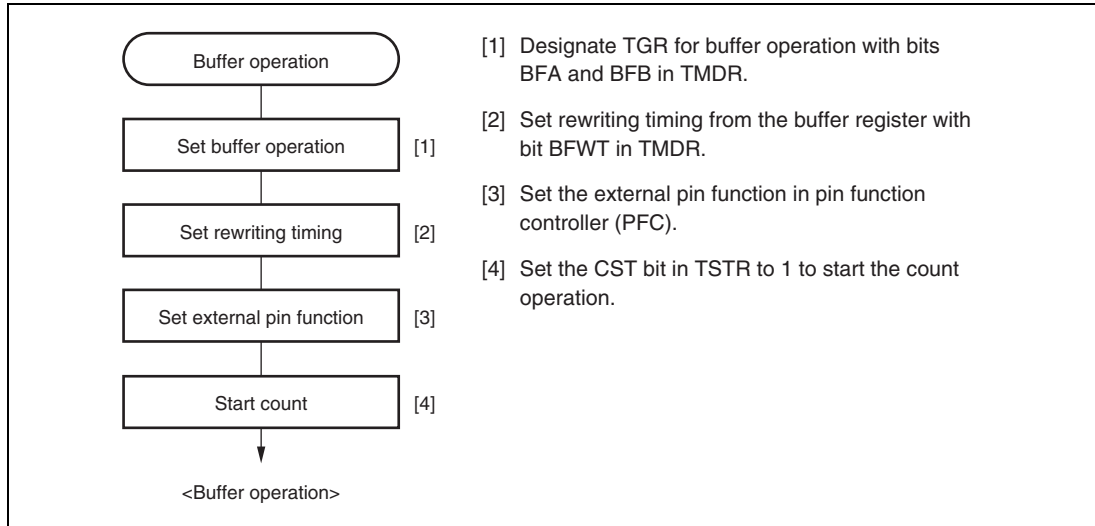 Buffer operation
Set buffer operation [1]
Set rewriting timing [2]
Set external pin function [3]
Start count [4]
<Buffer operation>
[1] Designate TGR for buffer operation with bits
BFA and BFB in TMDR.
[2] Set rewriting timing from the buffer register with
bit BFWT in TMDR.
[3] Set the external pin function in pin function
controller (PFC).
[4] Set the CST bit in TSTR to 1 to start the count
operation.